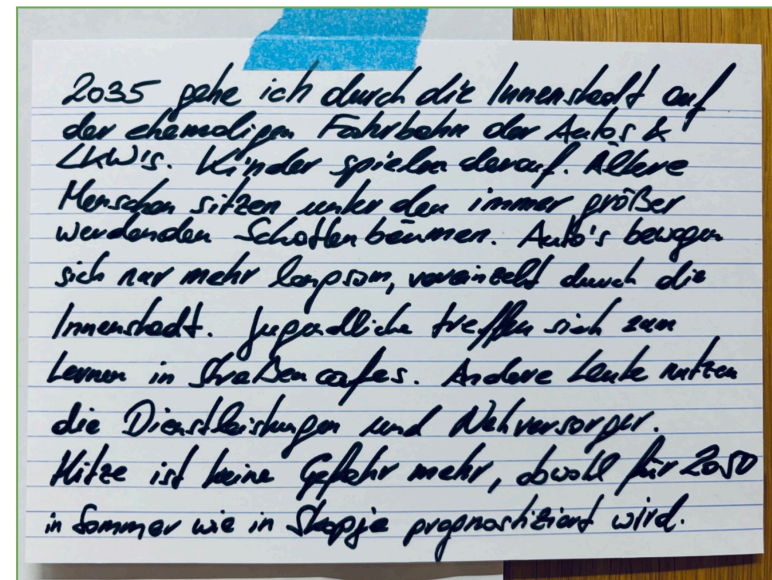 2035 gehe ich durch die Innenstadt auf
der ehemaligen Fahrbahn der Autos &
LKW's. Kinder spielen darauf. Ältere
Menschen sitzen unter den immer größer
werdenden Schattenbäumen. Auto's bewegen
sich nur mehr langsam, vereinzelt durch die
Innenstadt. Jugendliche treffen sich zum
Lernen in Straßencafes. Andere Leute nutzen
die Dienstleistungen und Nahversorger.
Hitze ist keine Gefahr mehr, obwohl für 2050
in Sommer wie in Skopje prognostiziert wird.